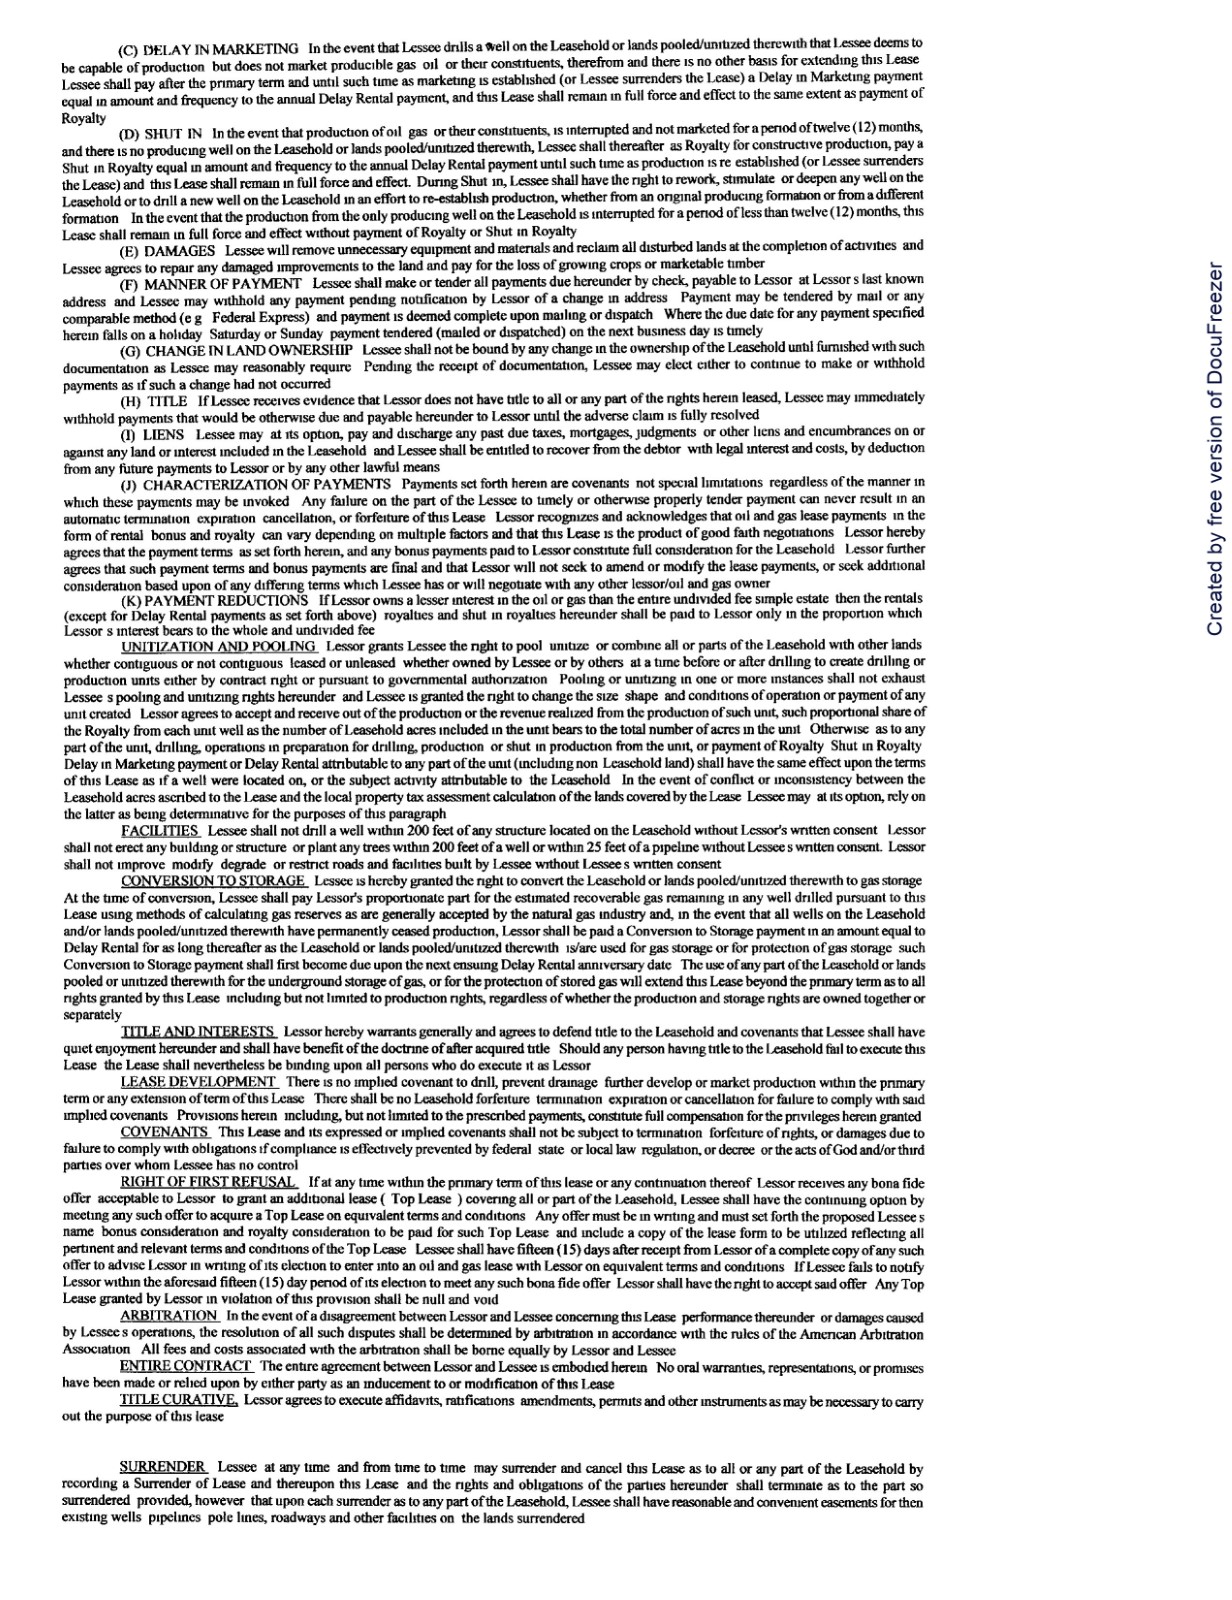 (C) DELAY IN MARKETING In the event that Lessee drills a well on the Leasehold or lands pooled/unitized therewith that Lessee deems to
be capable of production but does not market producible gas oil or their constituents, therefrom and there is no other basis for extending this Lease
Lessee shall pay after the primary term and until such time as marketing is established (or Lessee surrenders the Lease) a Delay in Marketing payment
equal in amount and frequency to the annual Delay Rental payment, and this Lease shall remain in full force and effect to the same extent as payment of
Royalty
(D) SHUT IN In the event that production of oil gas or their constituents, is interrupted and not marketed for a period of twelve (12) months,
and there is no producing well on the Leasehold or lands pooled/unitized therewith, Lessee shall thereafter as Royalty for constructive production, pay a
Shut in Royalty equal in amount and frequency to the annual Delay Rental payment until such time as production is re established (or Lessee surrenders
the Lease) and this Lease shall remain in full force and effect. During Shut in, Lessee shall have the right to rework, stimulate or deepen any well on the
Leasehold or to drill a new well on the Leasehold in an effort to re-establish production, whether from an original producing formation or from a different
formation In the event that the production from the only producing well on the Leasehold is interrupted for a period of less than twelve (12) months, this
Lease shall remain in full force and effect without payment of Royalty or Shut in Royalty
(E) DAMAGES Lessee will remove unnecessary equipment and materials and reclaim all disturbed lands at the completion of activities and
Lessee agrees to repair any damaged improvements to the land and pay for the loss of growing crops or marketable timber
(F) MANNER OF PAYMENT Lessee shall make or tender all payments due hereunder by check, payable to Lessor at Lessor s last known
address and Lessee may withhold any payment pending notification by Lessor of a change in address Payment may be tendered by mail or any
comparable method (e g Federal Express) and payment is deemed complete upon mailing or dispatch Where the due date for any payment specified
herein falls on a holiday Saturday or Sunday payment tendered (mailed or dispatched) on the next business day is timely
(G) CHANGE IN LAND OWNERSHIP Lessee shall not be bound by any change in the ownership of the Leasehold until furnished with such
documentation as Lessee may reasonably require Pending the receipt of documentation, Lessee may elect either to continue to make or withhold
payments as if such a change had not occurred
(H) TITLE If Lessee receives evidence that Lessor does not have title to all or any part of the rights herein leased, Lessee may immediately
withhold payments that would be otherwise due and payable hereunder to Lessor until the adverse claim is fully resolved
(I) LIENS Lessee may at its option, pay and discharge any past due taxes, mortgages, judgments or other liens and encumbrances on or
against any land or interest included in the Leasehold and Lessee shall be entitled to recover from the debtor with legal interest and costs, by deduction
from any future payments to Lessor or by any other lawful means
(J) CHARACTERIZATION OF PAYMENTS Payments set forth herein are covenants not special limitations regardless of the manner in
which these payments may be invoked Any failure on the part of the Lessee to timely or otherwise properly tender payment can never result in an
automatic termination expiration cancellation, or forfeiture of this Lease Lessor recognizes and acknowledges that oil and gas lease payments in the
form of rental bonus and royalty can vary depending on multiple factors and that this Lease is the product of good faith negotiations Lessor hereby
agrees that the payment terms as set forth herein, and any bonus payments paid to Lessor constitute full consideration for the Leasehold Lessor further
agrees that such payment terms and bonus payments are final and that Lessor will not seek to amend or modify the lease payments, or seek additional
consideration based upon of any differing terms which Lessee has or will negotiate with any other lessor/oil and gas owner
(K) PAYMENT REDUCTIONS If Lessor owns a lesser interest in the oil or gas than the entire undivided fee simple estate then the rentals
(except for Delay Rental payments as set forth above) royalties and shut in royalties hereunder shall be paid to Lessor only in the proportion which
Lessor s interest bears to the whole and undivided fee
UNITIZATION AND POOLING Lessor grants Lessee the right to pool unitize or combine all or parts of the Leasehold with other lands
whether contiguous or not contiguous leased or unleased whether owned by Lessee or by others at a time before or after drilling to create drilling or
production units either by contract right or pursuant to governmental authorization Pooling or unitizing in one or more instances shall not exhaust
Lessee s pooling and unitizing rights hereunder and Lessee is granted the right to change the size shape and conditions of operation or payment of any
unit created Lessor agrees to accept and receive out of the production or the revenue realized from the production of such unit, such proportional share of
the Royalty from each unit well as the number of Leasehold acres included in the unit bears to the total number of acres in the unit Otherwise as to any
part of the unit, drilling, operations in preparation for drilling, production or shut in production from the unit, or payment of Royalty Shut in Royalty
Delay in Marketing payment or Delay Rental attributable to any part of the unit (including non Leasehold land) shall have the same effect upon the terms
of this Lease as if a well were located on, or the subject activity attributable to the Leasehold In the event of conflict or inconsistency between the
Leasehold acres ascribed to the Lease and the local property tax assessment calculation of the lands covered by the Lease Lessee may at its option, rely on
the latter as being determinative for the purposes of this paragraph
FACILITIES Lessee shall not drill a well within 200 feet of any structure located on the Leasehold without Lessor's written consent Lessor
shall not erect any building or structure or plant any trees within 200 feet of a well or within 25 feet of a pipeline without Lessee s written consent. Lessor
shall not improve modify degrade or restrict roads and facilities built by Lessee without Lessee s written consent
CONVERSION TO STORAGE Lessee is hereby granted the right to convert the Leasehold or lands pooled/unitized therewith to gas storage
At the time of conversion, Lessee shall pay Lessor's proportionate part for the estimated recoverable gas remaining in any well drilled pursuant to this
Lease using methods of calculating gas reserves as are generally accepted by the natural gas industry and, in the event that all wells on the Leasehold
and/or lands pooled/unitized therewith have permanently ceased production, Lessor shall be paid a Conversion to Storage payment in an amount equal to
Delay Rental for as long thereafter as the Leasehold or lands pooled/unitized therewith is/are used for gas storage or for protection of gas storage such
Conversion to Storage payment shall first become due upon the next ensuing Delay Rental anniversary date The use of any part of the Leasehold or lands
pooled or unitized therewith for the underground storage of gas, or for the protection of stored gas will extend this Lease beyond the primary term as to all
rights granted by this Lease including but not limited to production rights, regardless of whether the production and storage rights are owned together or
separately
TITLE AND INTERESTS Lessor hereby warrants generally and agrees to defend title to the Leasehold and covenants that Lessee shall have
quiet enjoyment hereunder and shall have benefit of the doctrine of after acquired title Should any person having title to the Leasehold fail to execute this
Lease the Lease shall nevertheless be binding upon all persons who do execute it as Lessor
LEASE DEVELOPMENT There is no implied covenant to drill, prevent drainage further develop or market production within the primary
term or any extension of term of this Lease There shall be no Leasehold forfeiture termination expiration or cancellation for failure to comply with said
implied covenants Provisions herein including, but not limited to the prescribed payments, constitute full compensation for the privileges herein granted
COVENANTS This Lease and its expressed or implied covenants shall not be subject to termination forfeiture of rights, or damages due to
failure to comply with obligations if compliance is effectively prevented by federal state or local law regulation, or decree or the acts of God and/or third
parties over whom Lessee has no control
RIGHT OF FIRST REFUSAL If at any time within the primary term of this lease or any continuation thereof Lessor receives any bona fide
offer acceptable to Lessor to grant an additional lease ( Top Lease ) covering all or part of the Leasehold, Lessee shall have the continuing option by
meeting any such offer to acquire a Top Lease on equivalent terms and conditions Any offer must be in writing and must set forth the proposed Lessee s
name bonus consideration and royalty consideration to be paid for such Top Lease and include a copy of the lease form to be utilized reflecting all
pertinent and relevant terms and conditions of the Top Lease Lessee shall have fifteen (15) days after receipt from Lessor of a complete copy of any such
offer to advise Lessor in writing of its election to enter into an oil and gas lease with Lessor on equivalent terms and conditions If Lessee fails to notify
Lessor within the aforesaid fifteen (15) day period of its election to meet any such bona fide offer Lessor shall have the right to accept said offer Any Top
Lease granted by Lessor in violation of this provision shall be null and void
ARBITRATION In the event of a disagreement between Lessor and Lessee concerning this Lease performance thereunder or damages caused
by Lessee s operations, the resolution of all such disputes shall be determined by arbitration in accordance with the rules of the American Arbitration
Association All fees and costs associated with the arbitration shall be borne equally by Lessor and Lessee
ENTIRE CONTRACT The entire agreement between Lessor and Lessee is embodied herein No oral warranties, representations, or promises
have been made or relied upon by either party as an inducement to or modification of this Lease
TITLE CURATIVE, Lessor agrees to execute affidavits, ratifications amendments, permits and other instruments as may be necessary to carry
out the purpose of this lease
SURRENDER Lessee at any time and from time to time may surrender and cancel this Lease as to all or any part of the Leasehold by
recording a Surrender of Lease and thereupon this Lease and the rights and obligations of the parties hereunder shall terminate as to the part so
surrendered provided, however that upon each surrender as to any part of the Leasehold, Lessee shall have reasonable and convenient easements for then
existing wells pipelines pole lines, roadways and other facilities on the lands surrendered
Created by free version of DocuFreezer